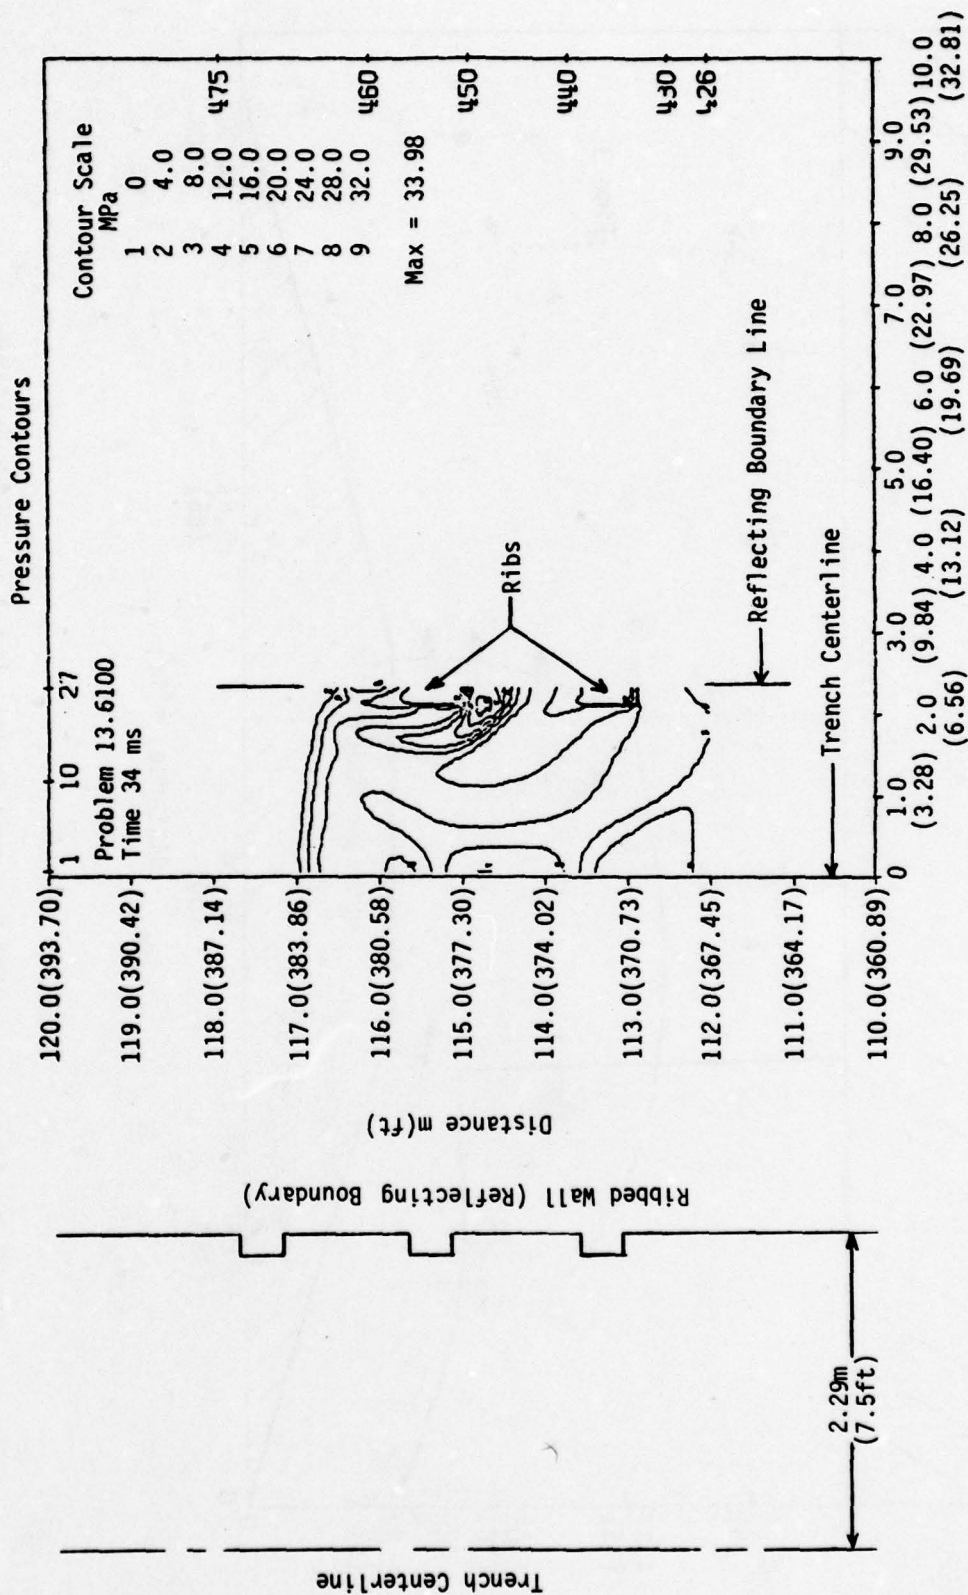 Pressure Contours
1 10 27
Problem 13.6100
Time 34 ms
Contour Scale
MPa
1 0
2 4.0
3 8.0
4 12.0
5 16.0
6 20.0
7 24.0
8 28.0
9 32.0
Max = 33.98
475
460
450
440
430
426
120.0(393.70)
119.0(390.42)
118.0(387.14)
117.0(383.86)
116.0(380.58)
115.0(377.30)
114.0(374.02)
113.0(370.73)
112.0(367.45)
111.0(364.17)
110.0(360.89)
Distance m(ft)
Ribs
Reflecting Boundary Line
Trench Centerline
0 1.0 3.0 5.0 7.0 9.0
(3.28) 2.0 (9.84) 4.0 (16.40) 6.0 (22.97) 8.0 (29.53) 10.0
(6.56) (13.12) (19.69) (26.25) (32.81)
Ribbed Wall (Reflecting Boundary)
2.29m
(7.5ft)
Trench Centerline